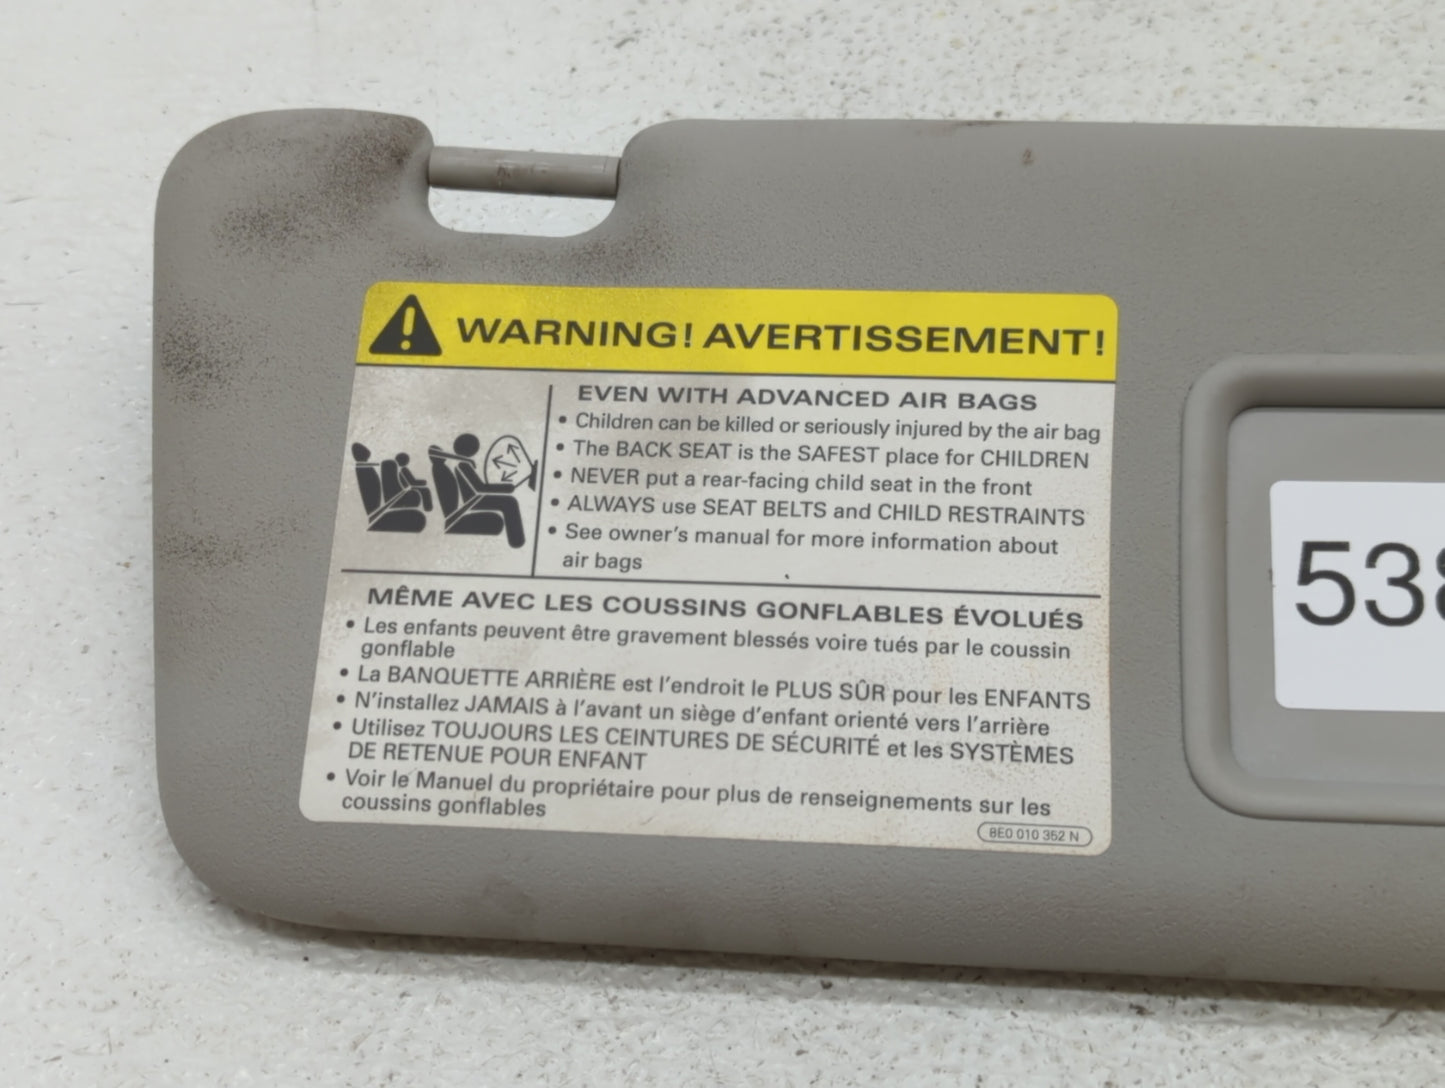 WARNING! AVERTISSEMENT!
EVEN WITH ADVANCED AIR BAGS
• Children can be killed or seriously injured by the air bag
• The BACK SEAT is the SAFEST place for CHILDREN
• NEVER put a rear-facing child seat in the front
• ALWAYS use SEAT BELTS and CHILD RESTRAINTS
• See owner's manual for more information about
air bags
MÊME AVEC LES COUSSINS GONFLABLES ÉVOLUÉS
• Les enfants peuvent être gravement blessés voire tués par le coussin
gonflable
• La BANQUETTE ARRIÈRE est l'endroit le PLUS SÛR pour les ENFANTS
• N'installez JAMAIS à l'avant un siège d'enfant orienté vers l'arrière
• Utilisez TOUJOURS LES CEINTURES DE SÉCURITÉ et les SYSTÈMES
DE RETENUE POUR ENFANT
• Voir le Manuel du propriétaire pour plus de renseignements sur les
coussins gonflables
8E0 010 352 N